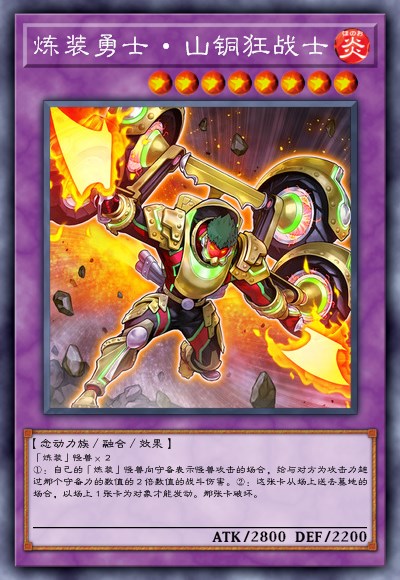 炼装勇士·山铜狂战士
炎
ほのお
【念动力族/融合/效果】
「炼装」怪兽×2
①：自己的「炼装」怪兽向守备表示怪兽攻击的场合，给与对方为攻击力超
过那个守备力的数值的2倍数值的战斗伤害。②：这张卡从场上送去墓地的
场合，以场上1张卡为对象才能发动。那张卡破坏。
ATK/2800 DEF/2200